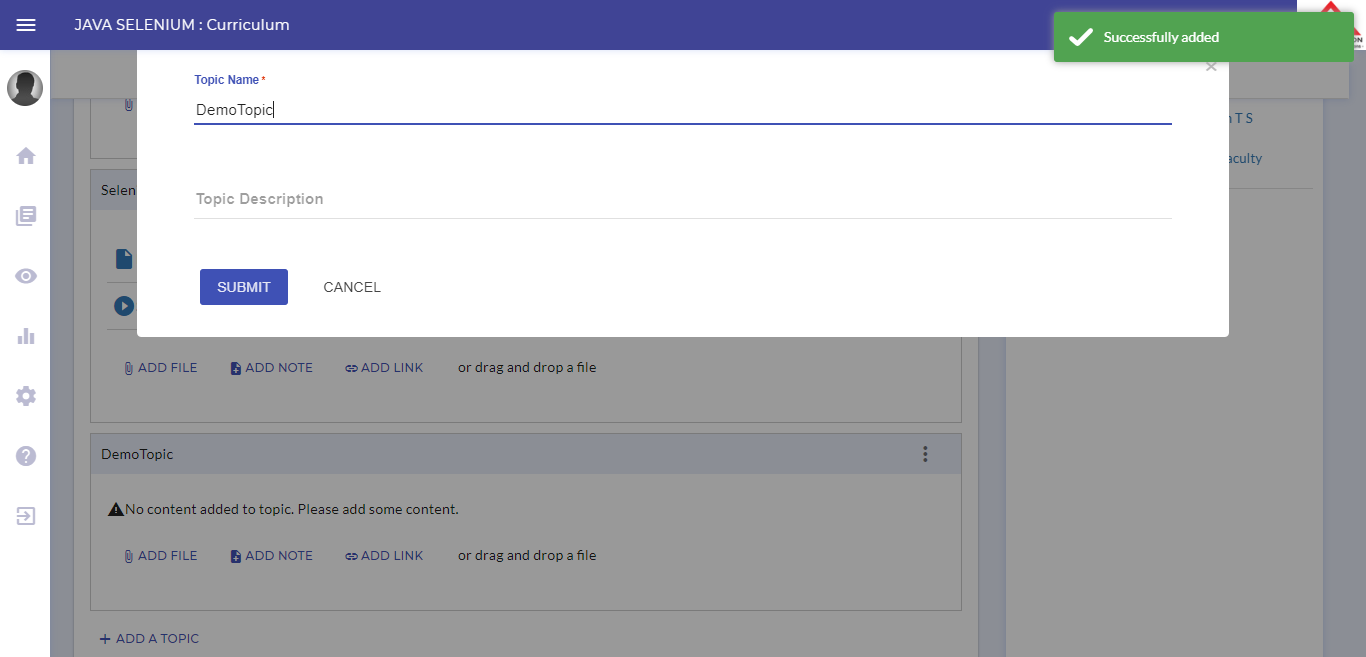 JAVA SELENIUM : Curriculum
Successfully added
×
Topic Name *
DemoTopic
Topic Description
SUBMIT CANCEL
T S
aculty
Selen
ADD FILE ADD NOTE ADD LINK or drag and drop a file
DemoTopic
No content added to topic. Please add some content.
ADD FILE ADD NOTE ADD LINK or drag and drop a file
+ ADD A TOPIC